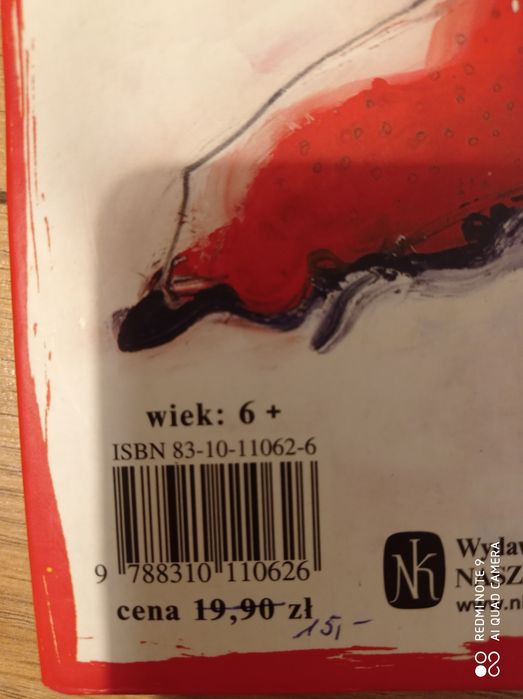 wiek: 6 +
ISBN 83-10-11062-6
9 788310 110626
cena 19,90 zł
15,-
NK
REDMI NOTE 9
AI QUAD CAMERA